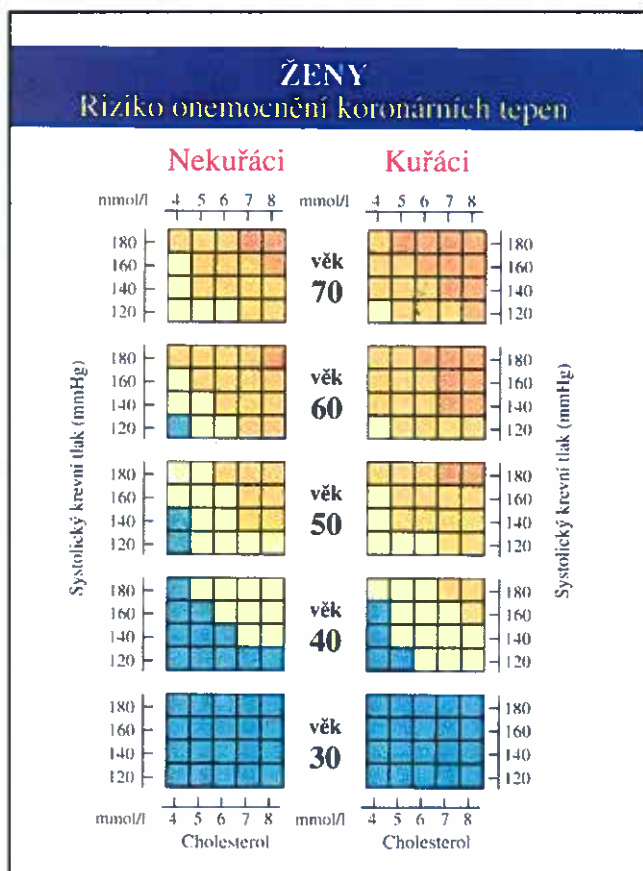 ŽENY
Riziko onemocnění koronárních tepen
Nekuřáci Kuřáci
mmol/l 4 5 6 7 8 mmol/l 4 5 6 7 8
180 180
160 věk 160
140 70 140
120 120
180 180
160 věk 160
140 60 140
120 120
180 180
160 věk 160
140 50 140
120 120
180 180
160 věk 160
140 40 140
120 120
180 180
160 věk 160
140 30 140
120 120
Systolický krevní tlak (mmHg)
Systolický krevní tlak (mmHg)
mmol/l 4 5 6 7 8 mmol/l 4 5 6 7 8
Cholesterol Cholesterol